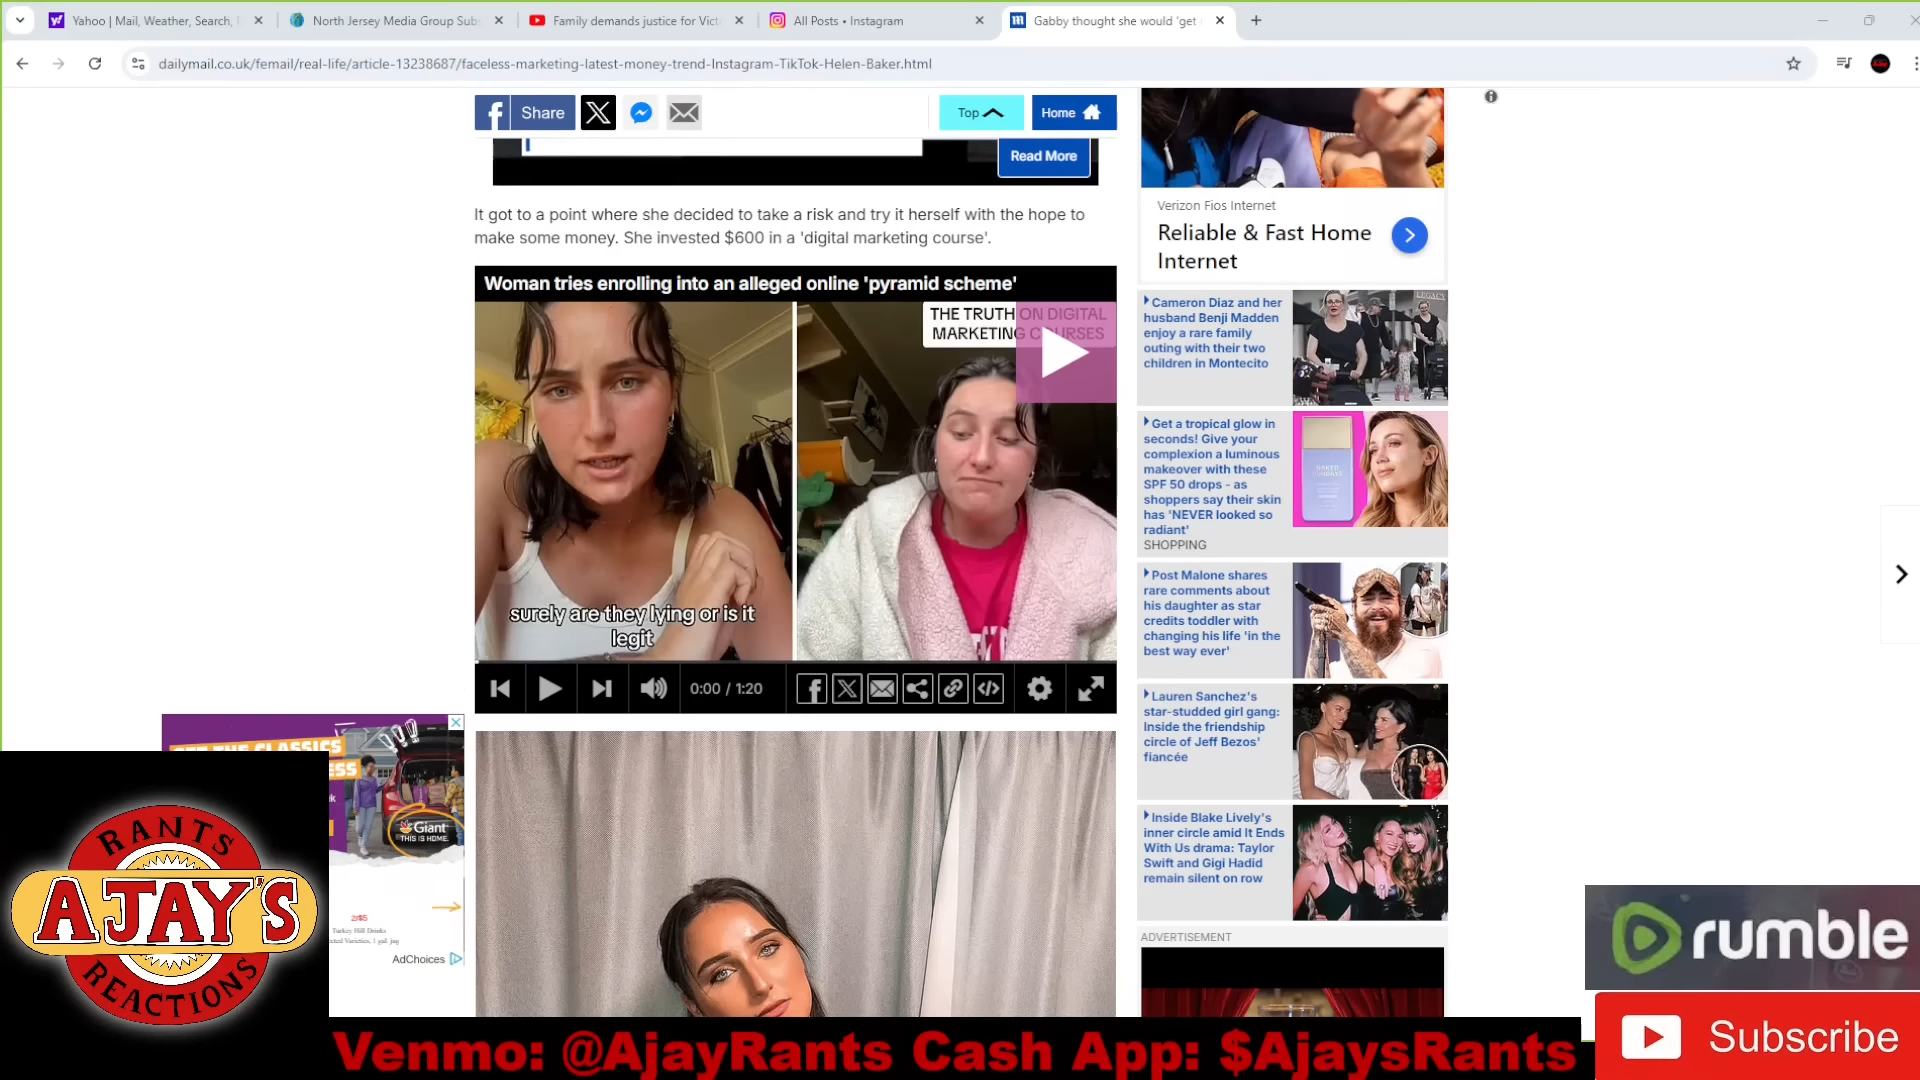 Yahoo | Mail, Weather, Search,
North Jersey Media Group Subs
Family demands justice for Vict
All Posts • Instagram
Gabby thought she would 'get
dailymail.co.uk/femail/real-life/article-13238687/faceless-marketing-latest-money-trend-Instagram-TikTok-Helen-Baker.html
Share
Top
Home
Read More
It got to a point where she decided to take a risk and try it herself with the hope to
make some money. She invested $600 in a 'digital marketing course'.
Woman tries enrolling into an alleged online 'pyramid scheme'
THE TRUTH ON DIGITAL
MARKETING COURSES
surely are they lying or is it
legit
0:00 / 1:20
Verizon Fios Internet
Reliable & Fast Home
Internet
Cameron Diaz and her
husband Benji Madden
enjoy a rare family
outing with their two
children in Montecito
LEGACY
Get a tropical glow in
seconds! Give your
complexion a luminous
makeover with these
SPF 50 drops - as
shoppers say their skin
has 'NEVER looked so
radiant'
SHOPPING
Post Malone shares
rare comments about
his daughter as star
credits toddler with
changing his life 'in the
best way ever'
Lauren Sanchez's
star-studded girl gang:
Inside the friendship
circle of Jeff Bezos'
fiancée
Inside Blake Lively's
inner circle amid It Ends
With Us drama: Taylor
Swift and Gigi Hadid
remain silent on row
ADVERTISEMENT
Giant
THIS IS HOME.
2/$5
Turkey Hill Drinks
AdChoices
RANTS
AJAY'S
REACTIONS
rumble
Subscribe
Venmo: @AjayRants Cash App: $AjaysRants